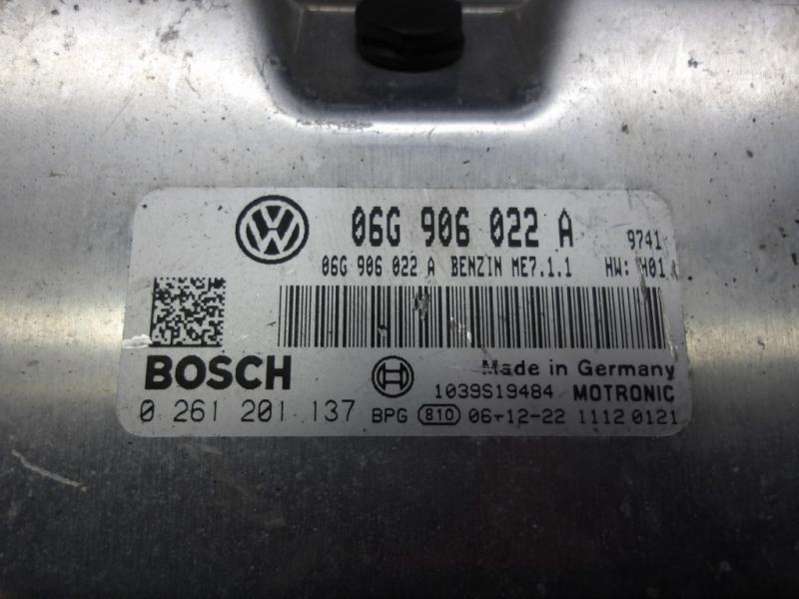 06G 906 022 A 9741
06G 906 022 A BENZIN ME7.1.1 HW: H01
BOSCH Made in Germany
1039S19484 MOTRONIC
0 261 201 137 BPG 810 06-12-22 1112 0121